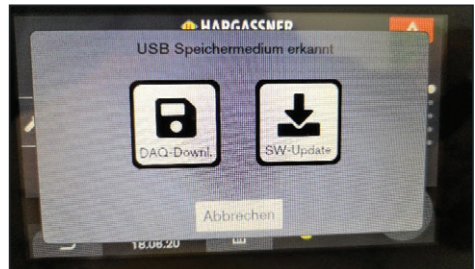 HARGASSNER
USB Speichermedium erkannt
DAQ-Downl.
SW-Update
Abbrechen
18.06.20